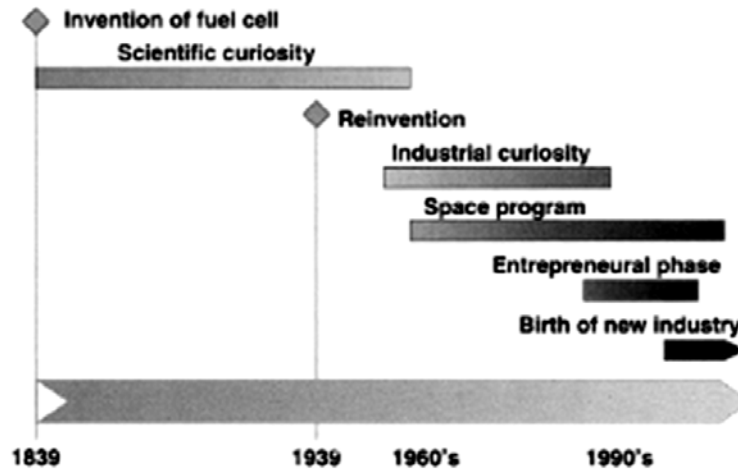 Invention of fuel cell
Scientific curiosity
Reinvention
Industrial curiosity
Space program
Entrepreneural phase
Birth of new industry
1839 1939 1960's 1990's